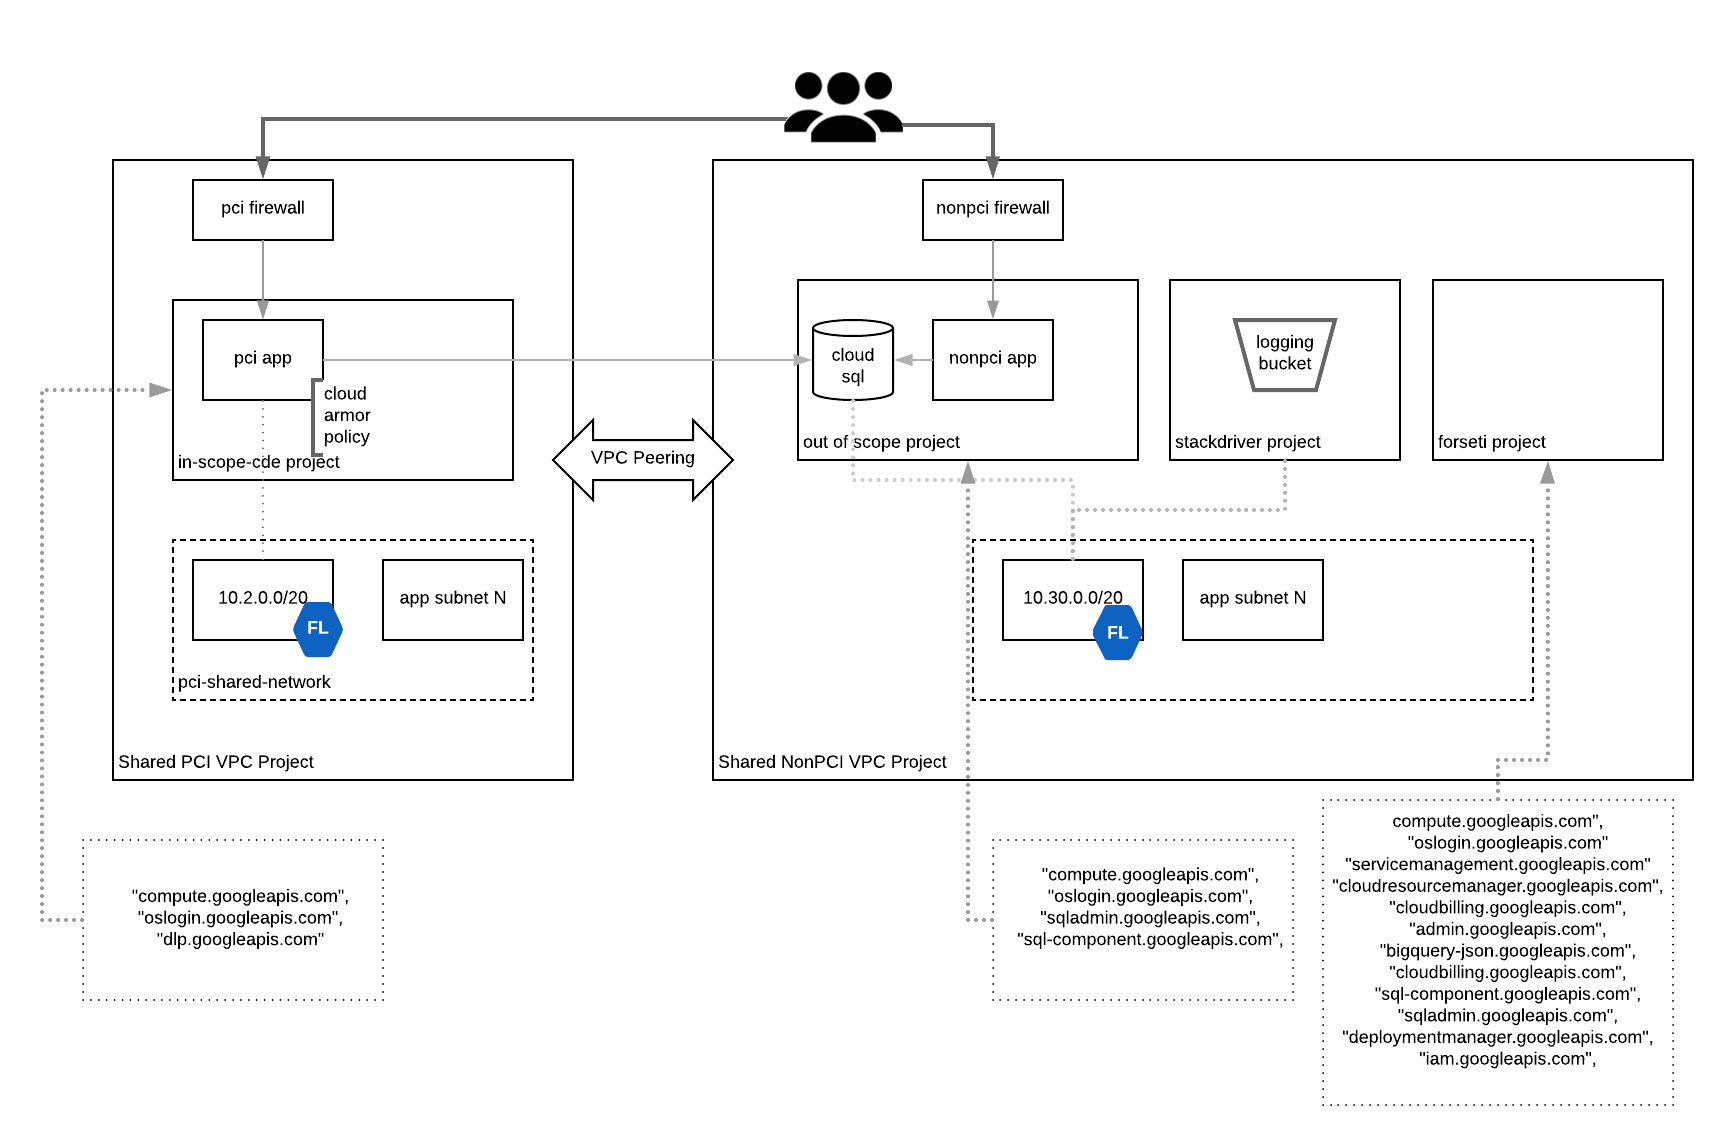 pci firewall
pci app
cloud
armor
policy
in-scope-cde project
10.2.0.0/20
FL
app subnet N
pci-shared-network
Shared PCI VPC Project
VPC Peering
nonpci firewall
cloud
sql
nonpci app
out of scope project
logging
bucket
stackdriver project
forseti project
10.30.0.0/20
FL
app subnet N
Shared NonPCI VPC Project
"compute.googleapis.com",
"oslogin.googleapis.com",
"dlp.googleapis.com"
"compute.googleapis.com",
"oslogin.googleapis.com",
"sqladmin.googleapis.com",
"sql-component.googleapis.com",
compute.googleapis.com",
"oslogin.googleapis.com"
"servicemanagement.googleapis.com"
"cloudresourcemanager.googleapis.com",
"cloudbilling.googleapis.com",
"admin.googleapis.com",
"bigquery-json.googleapis.com",
"cloudbilling.googleapis.com",
"sql-component.googleapis.com",
"sqladmin.googleapis.com",
"deploymentmanager.googleapis.com",
"iam.googleapis.com",